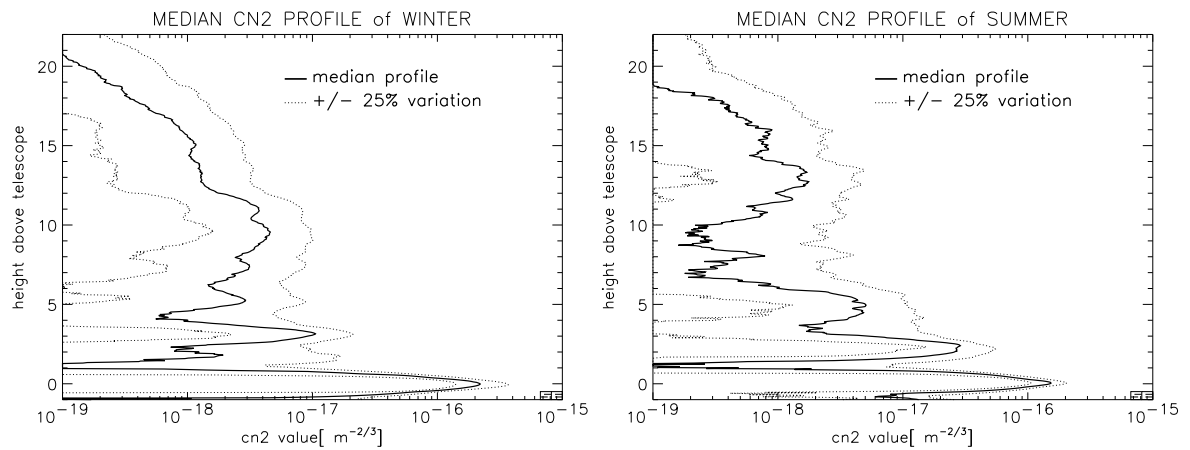 MEDIAN CN2 PROFILE of WINTER
20
15
10
5
0
height above telescope
median profile
+/- 25% variation
10−19
10−18
10−17
10−16
10−15
cn2 value[ m−2/3]
MEDIAN CN2 PROFILE of SUMMER
20
15
10
5
0
height above telescope
median profile
+/- 25% variation
10−19
10−18
10−17
10−16
10−15
cn2 value[ m−2/3]